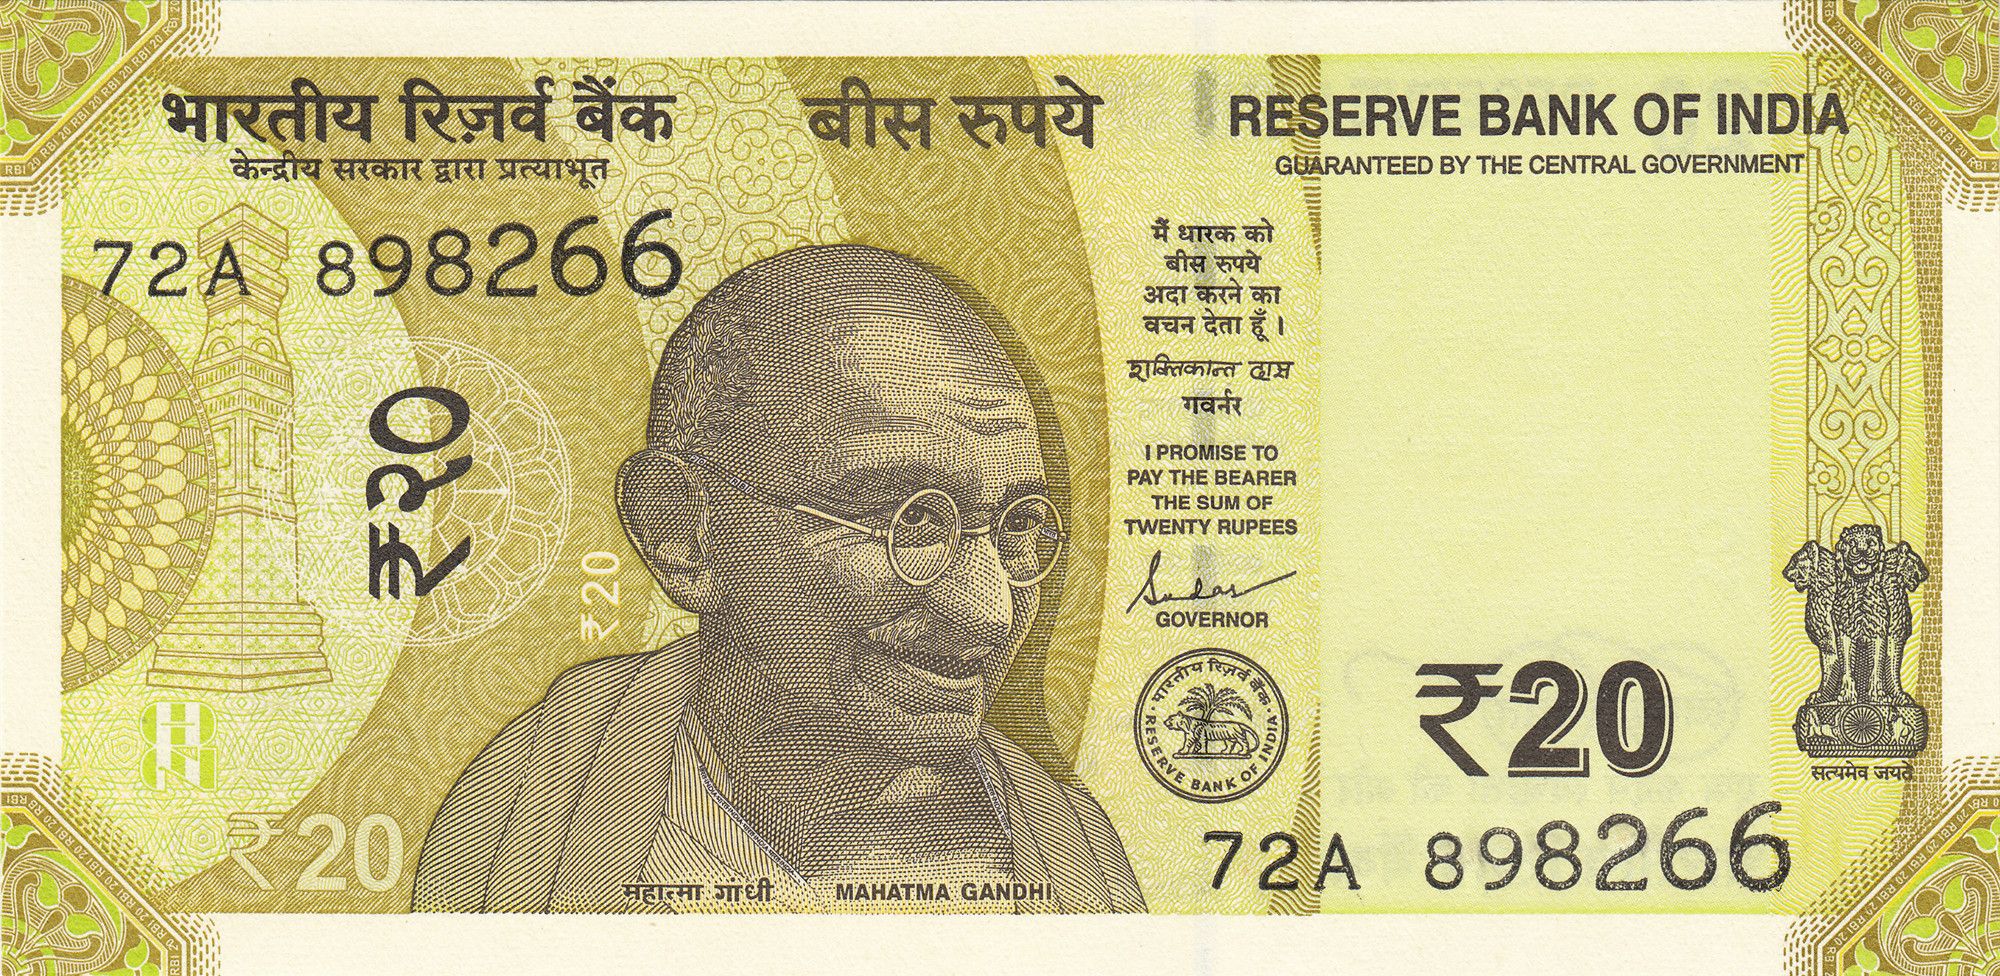 भारतीय रिज़र्व बैंक
केन्द्रीय सरकार द्वारा प्रत्याभूत
बीस रुपये
RESERVE BANK OF INDIA
GUARANTEED BY THE CENTRAL GOVERNMENT
72A 898266
मैं धारक को
बीस रुपये
अदा करने का
वचन देता हूँ।
शक्तिकान्त दास
गवर्नर
I PROMISE TO
PAY THE BEARER
THE SUM OF
TWENTY RUPEES
GOVERNOR
₹२०
₹20
भारतीय रिज़र्व बैंक
RESERVE BANK OF INDIA
₹20
सत्यमेव जयते
₹20
72A 898266
महात्मा गांधी
MAHATMA GANDHI